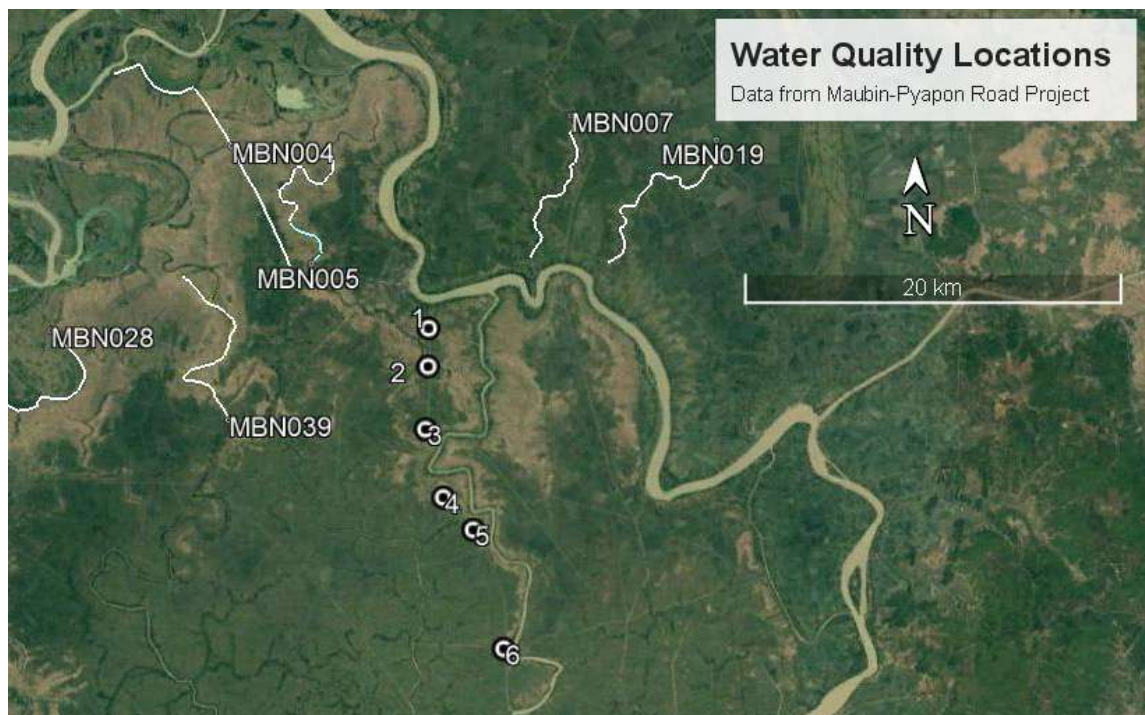 Water Quality Locations
Data from Maubin-Pyapon Road Project
MBN007
MBN004
MBN019
N
MBN005
20 km
1
MBN028
2
MBN039
3
4
5
6